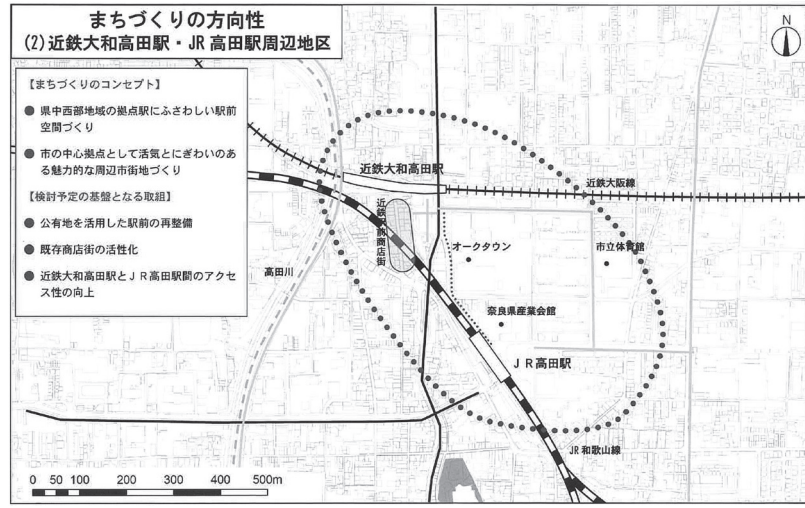 まちづくりの方向性
(2)近鉄大和高田駅・JR高田駅周辺地区
N
【まちづくりのコンセプト】
● 県中西部地域の拠点駅にふさわしい駅前
空間づくり
● 市の中心拠点として活気とにぎわいのあ
る魅力的な周辺市街地づくり
【検討予定の基盤となる取組】
● 公有地を活用した駅前の再整備
● 既存商店街の活性化
● 近鉄大和高田駅とJR高田駅間のアクセ
ス性の向上
近鉄大和高田駅
近鉄大阪線
近鉄駅前商店街
オークタウン
市立体育館
高田川
奈良県産業会館
JR高田駅
JR和歌山線
0 50 100 200 300 400 500m